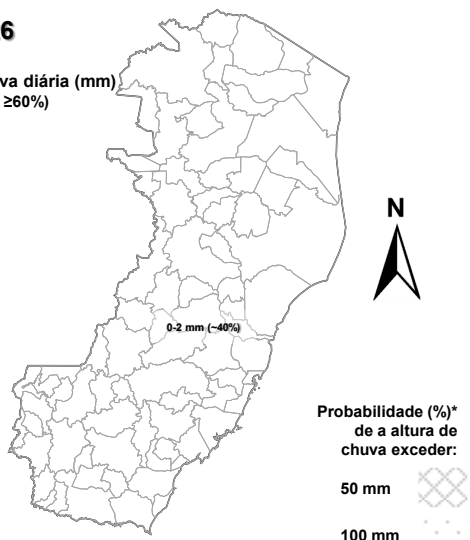 6
va diária (mm)
≥60%)
N
0-2 mm (~40%)
Probabilidade (%)*
de a altura de
chuva exceder:
50 mm
100 mm